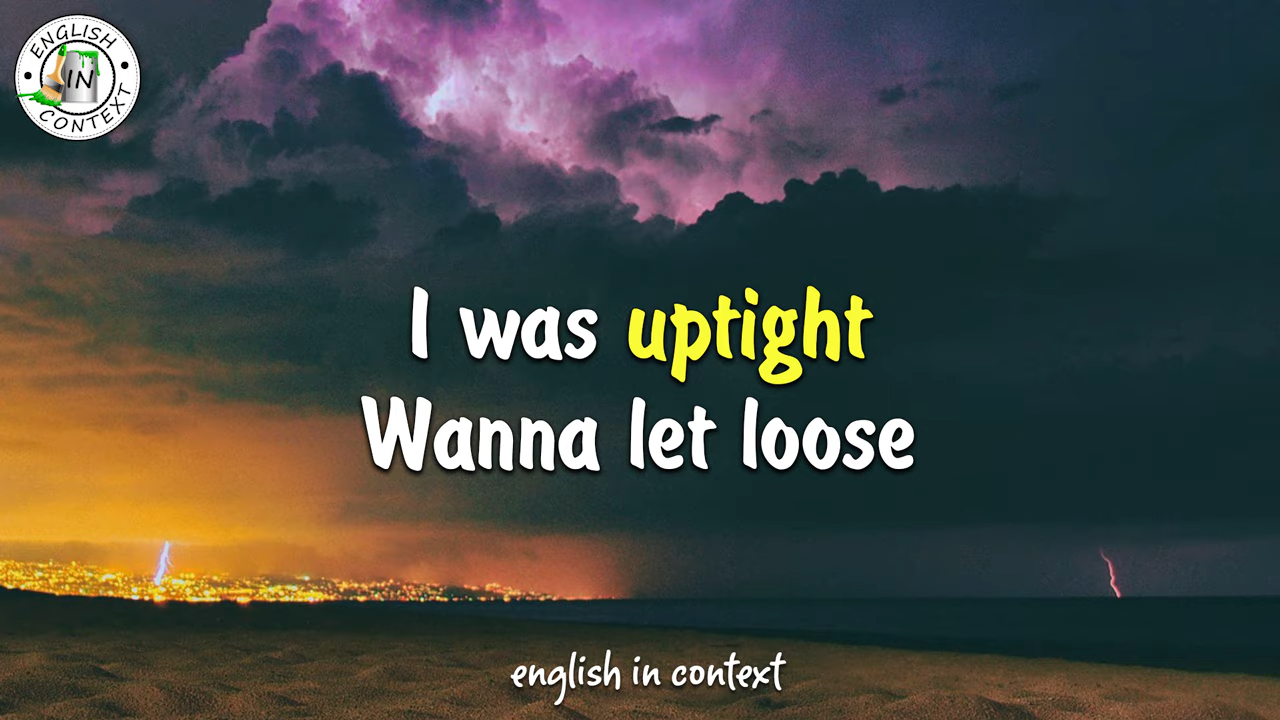 ENGLISH
IN
CONTEXT
I was uptight
Wanna let loose
english in context